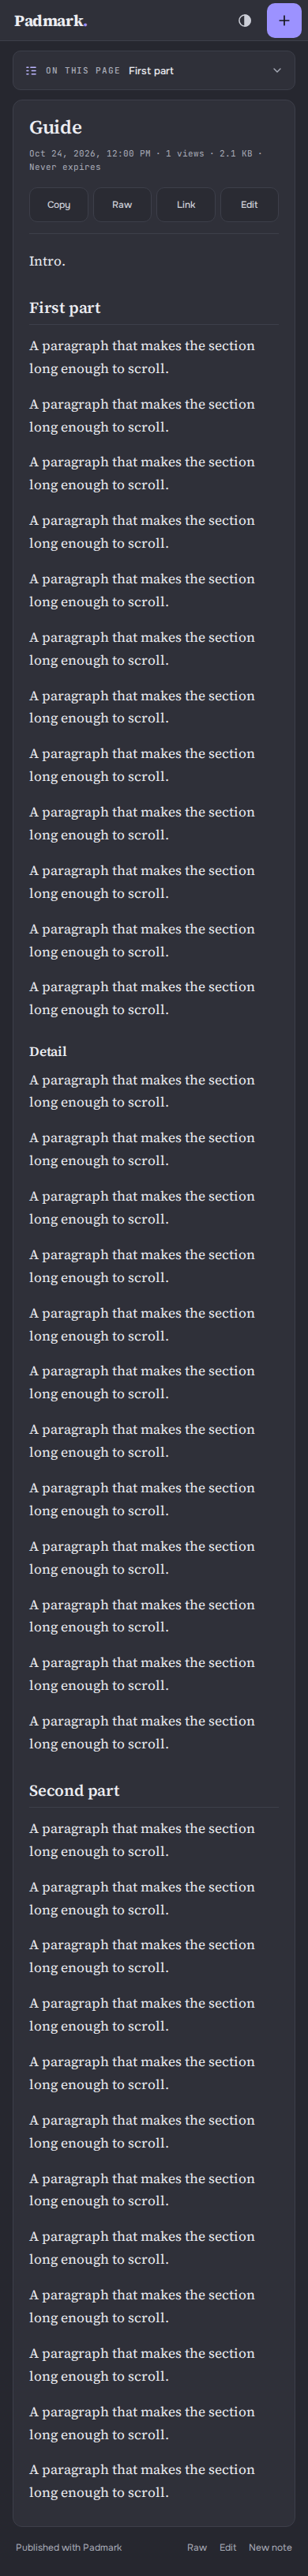 Padmark.
ON THIS PAGE First part
Guide
Oct 24, 2026, 12:00 PM · 1 views · 2.1 KB ·
Never expires
Copy Raw Link Edit
Intro.
First part
A paragraph that makes the section
long enough to scroll.
A paragraph that makes the section
long enough to scroll.
A paragraph that makes the section
long enough to scroll.
A paragraph that makes the section
long enough to scroll.
A paragraph that makes the section
long enough to scroll.
A paragraph that makes the section
long enough to scroll.
A paragraph that makes the section
long enough to scroll.
A paragraph that makes the section
long enough to scroll.
A paragraph that makes the section
long enough to scroll.
A paragraph that makes the section
long enough to scroll.
A paragraph that makes the section
long enough to scroll.
A paragraph that makes the section
long enough to scroll.
Detail
A paragraph that makes the section
long enough to scroll.
A paragraph that makes the section
long enough to scroll.
A paragraph that makes the section
long enough to scroll.
A paragraph that makes the section
long enough to scroll.
A paragraph that makes the section
long enough to scroll.
A paragraph that makes the section
long enough to scroll.
A paragraph that makes the section
long enough to scroll.
A paragraph that makes the section
long enough to scroll.
A paragraph that makes the section
long enough to scroll.
A paragraph that makes the section
long enough to scroll.
A paragraph that makes the section
long enough to scroll.
A paragraph that makes the section
long enough to scroll.
Second part
A paragraph that makes the section
long enough to scroll.
A paragraph that makes the section
long enough to scroll.
A paragraph that makes the section
long enough to scroll.
A paragraph that makes the section
long enough to scroll.
A paragraph that makes the section
long enough to scroll.
A paragraph that makes the section
long enough to scroll.
A paragraph that makes the section
long enough to scroll.
A paragraph that makes the section
long enough to scroll.
A paragraph that makes the section
long enough to scroll.
A paragraph that makes the section
long enough to scroll.
A paragraph that makes the section
long enough to scroll.
A paragraph that makes the section
long enough to scroll.
Published with Padmark Raw Edit New note